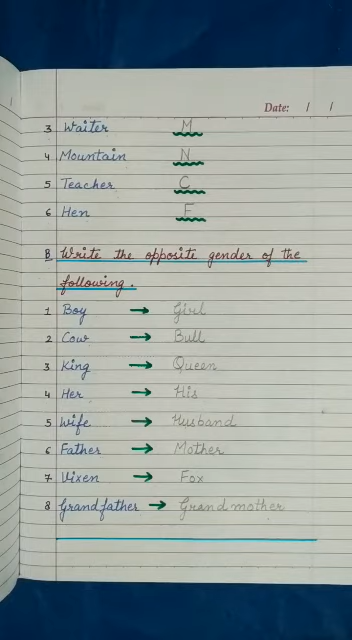 Date: / /
3 Waiter M
4 Mountain N
5 Teacher C
6 Hen F
B Write the opposite gender of the
following.
1 Boy → Girl
2 Cow → Bull
3 King → Queen
4 Her → His
5 Wife → Husband
6 Father → Mother
7 Vixen → Fox
8 Grandfather → Grandmother